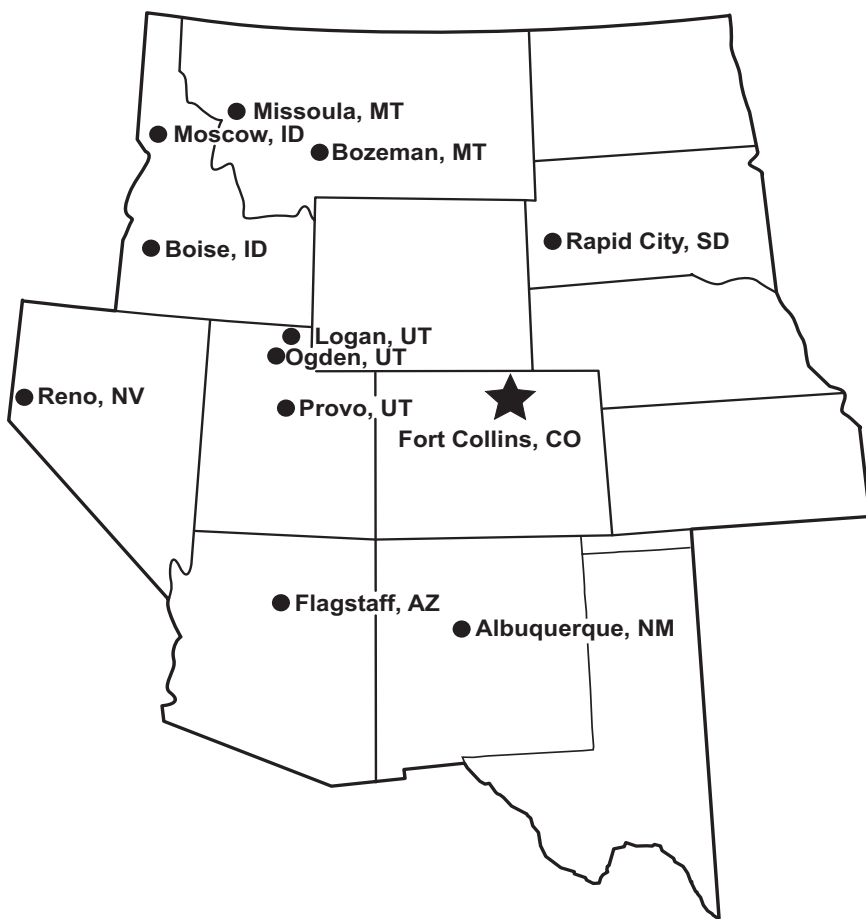 Missoula, MT
Moscow, ID
Bozeman, MT
Rapid City, SD
Boise, ID
Logan, UT
Ogden, UT
Reno, NV
Provo, UT
Fort Collins, CO
Flagstaff, AZ
Albuquerque, NM